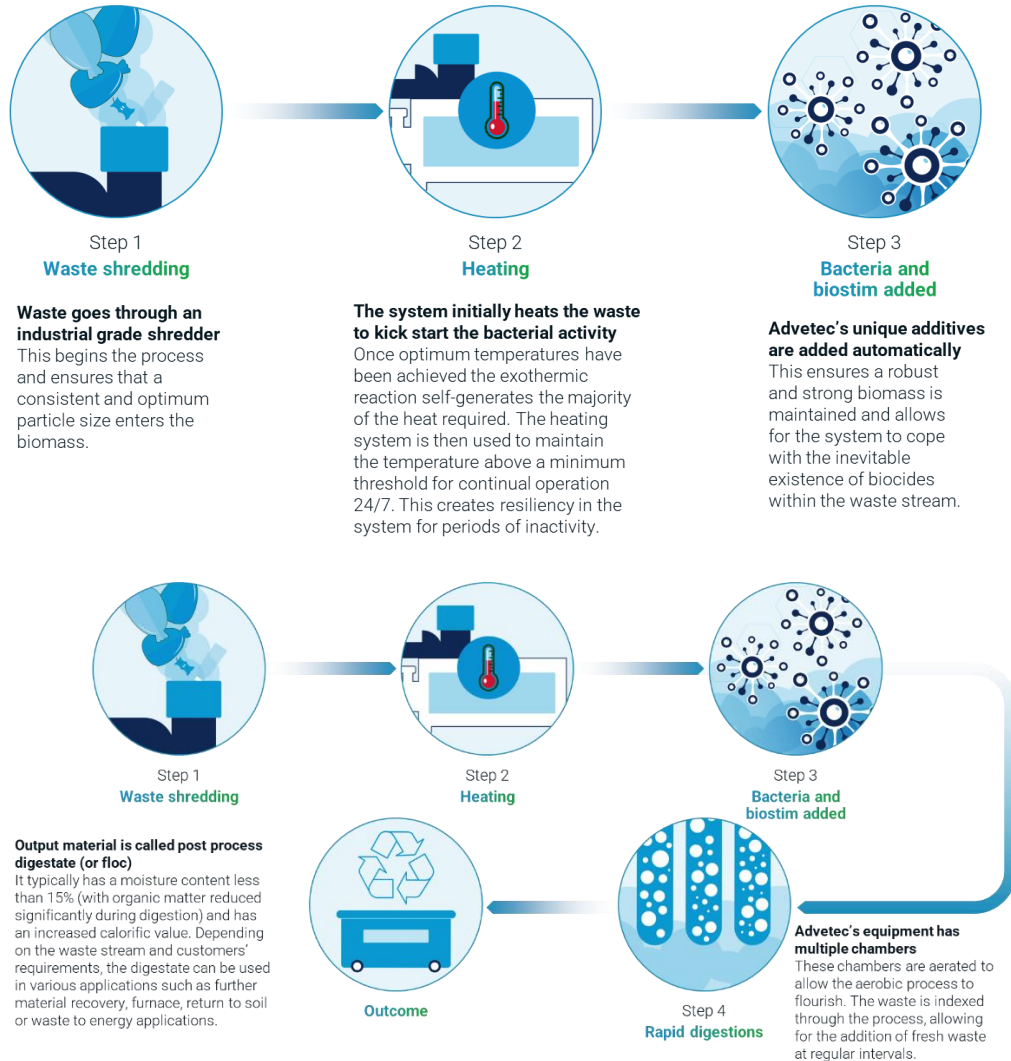 Step 1
Waste shredding
Waste goes through an
industrial grade shredder
This begins the process
and ensures that a
consistent and optimum
particle size enters the
biomass.
Step 2
Heating
The system initially heats the waste
to kick start the bacterial activity
Once optimum temperatures have
been achieved the exothermic
reaction self-generates the majority
of the heat required. The heating
system is then used to maintain
the temperature above a minimum
threshold for continual operation
24/7. This creates resiliency in the
system for periods of inactivity.
Step 3
Bacteria and
biostim added
Advetec's unique additives
are added automatically
This ensures a robust
and strong biomass is
maintained and allows
for the system to cope
with the inevitable
existence of biocides
within the waste stream.
Step 1
Waste shredding
Step 2
Heating
Step 3
Bacteria and
biostim added
Advetec's equipment has
multiple chambers
These chambers are aerated to
allow the aerobic process to
flourish. The waste is indexed
through the process, allowing
for the addition of fresh waste
at regular intervals.
Step 4
Rapid digestions
Outcome
Output material is called post process
digestate (or floc)
It typically has a moisture content less
than 15% (with organic matter reduced
significantly during digestion) and has
an increased calorific value. Depending
on the waste stream and customers'
requirements, the digestate can be used
in various applications such as further
material recovery, furnace, return to soil
or waste to energy applications.